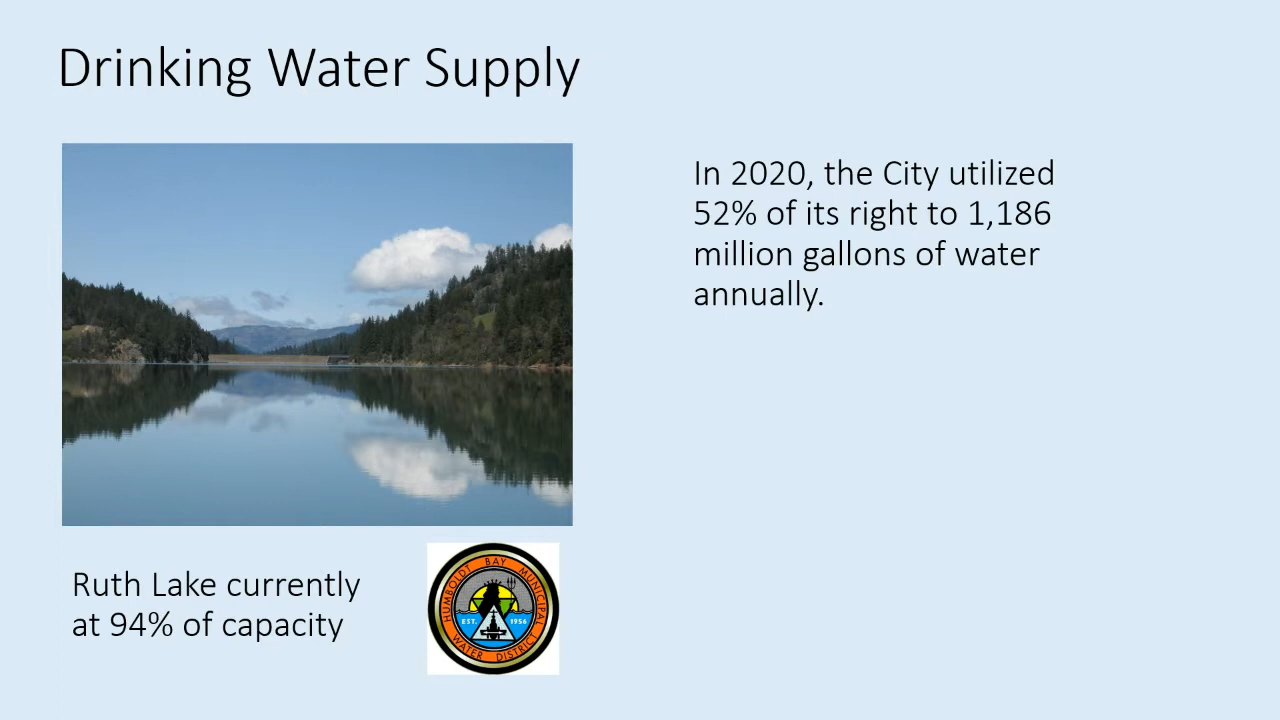 Drinking Water Supply
In 2020, the City utilized
52% of its right to 1,186
million gallons of water
annually.
Ruth Lake currently
at 94% of capacity
HUMBOLDT BAY MUNICIPAL
EST. 1956
WATER DISTRICT